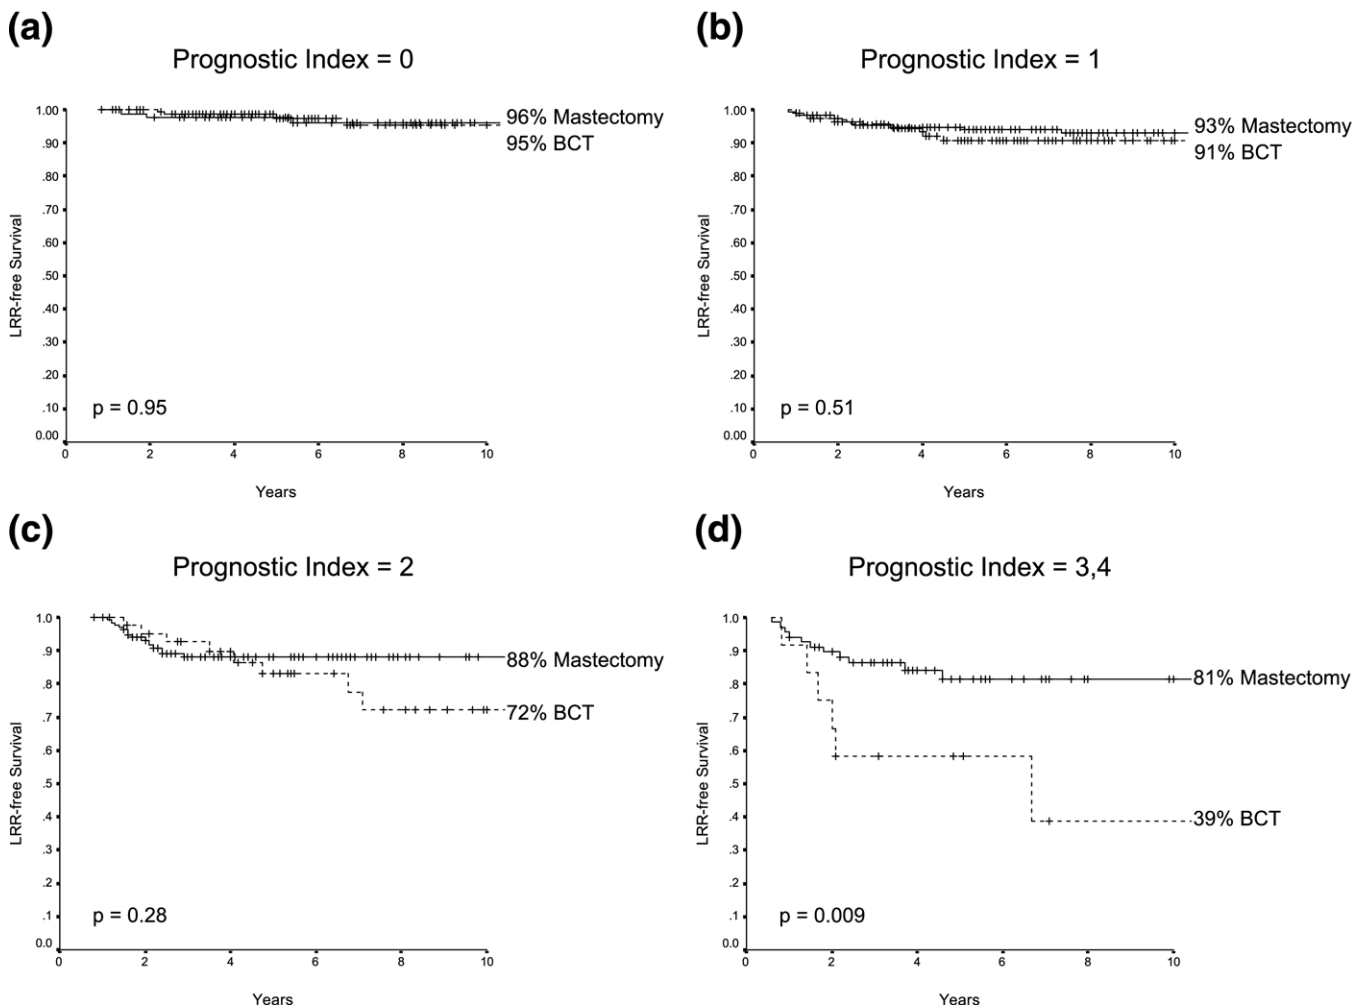 (a)
Prognostic Index = 0
1.00
.90
.80
.70
.60
.50
.40
.30
.20
.10
0.00
LRR-free Survival
96% Mastectomy
95% BCT
p = 0.95
0 2 4 6 8 10
Years
(b)
Prognostic Index = 1
1.00
.90
.80
.70
.60
.50
.40
.30
.20
.10
0.00
LRR-free Survival
93% Mastectomy
91% BCT
p = 0.51
0 2 4 6 8 10
Years
(c)
Prognostic Index = 2
1.0
.9
.8
.7
.6
.5
.4
.3
.2
.1
0.0
LRR-free Survival
88% Mastectomy
72% BCT
p = 0.28
0 2 4 6 8 10
Years
(d)
Prognostic Index = 3,4
1.0
.9
.8
.7
.6
.5
.4
.3
.2
.1
0.0
LRR-free Survival
81% Mastectomy
39% BCT
p = 0.009
0 2 4 6 8 10
Years